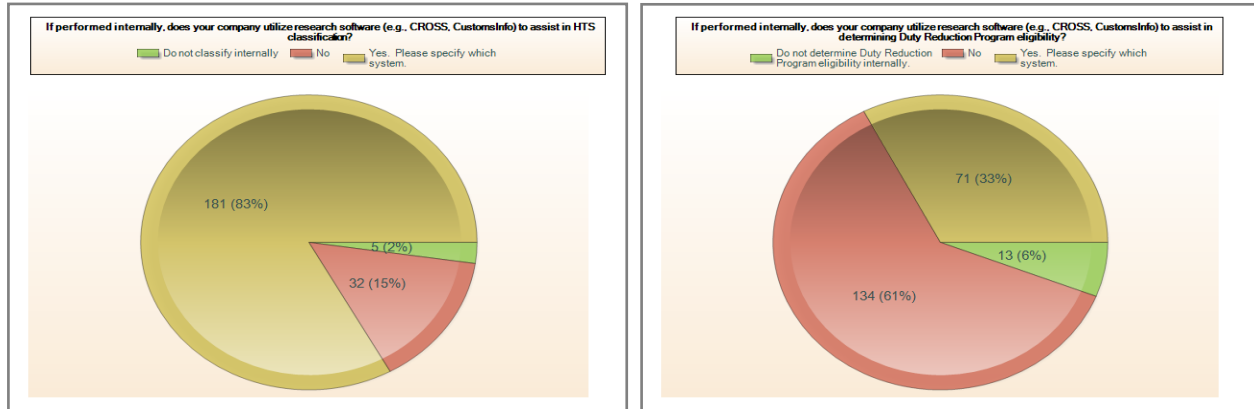 If performed internally, does your company utilize research software (e.g., CROSS, CustomsInfo) to assist in HTS
classification?
Do not classify internally
No
Yes. Please specify which
system.
181 (83%)
5 (2%)
32 (15%)
If performed internally, does your company utilize research software (e.g., CROSS, CustomsInfo) to assist in
determining Duty Reduction Program eligibility?
Do not determine Duty Reduction
Program eligibility internally.
No
Yes. Please specify which
system.
71 (33%)
13 (6%)
134 (61%)